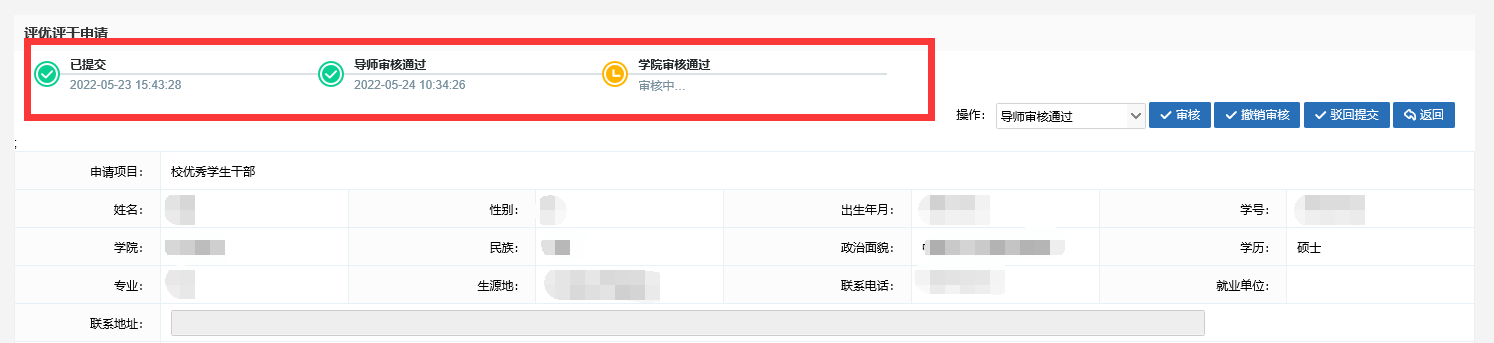 评优评干申请
已提交
2022-05-23 15:43:28
导师审核通过
2022-05-24 10:34:26
学院审核通过
审核中...
操作: 导师审核通过 审核 撤销审核 驳回提交 返回
;
申请项目: 校优秀学生干部
姓名: 性别: 出生年月: 学号:
学院: 民族: 政治面貌: 学历: 硕士
专业: 生源地: 联系电话: 就业单位:
联系地址: